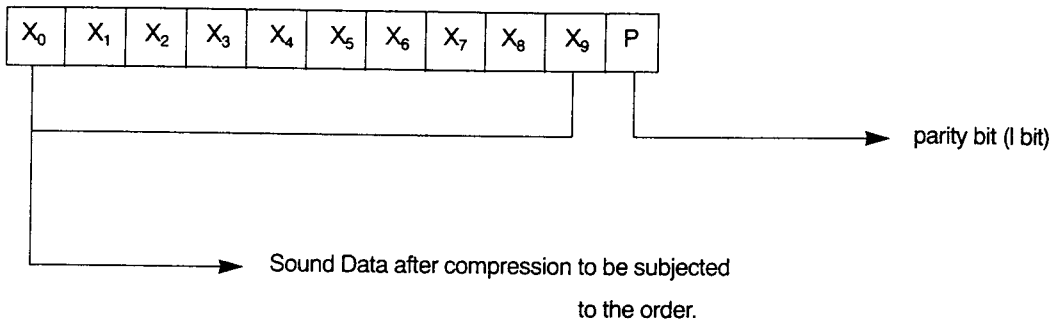 X₀ X₁ X₂ X₃ X₄ X₅ X₆ X₇ X₈ X₉ P
parity bit (I bit)
Sound Data after compression to be subjected
to the order.